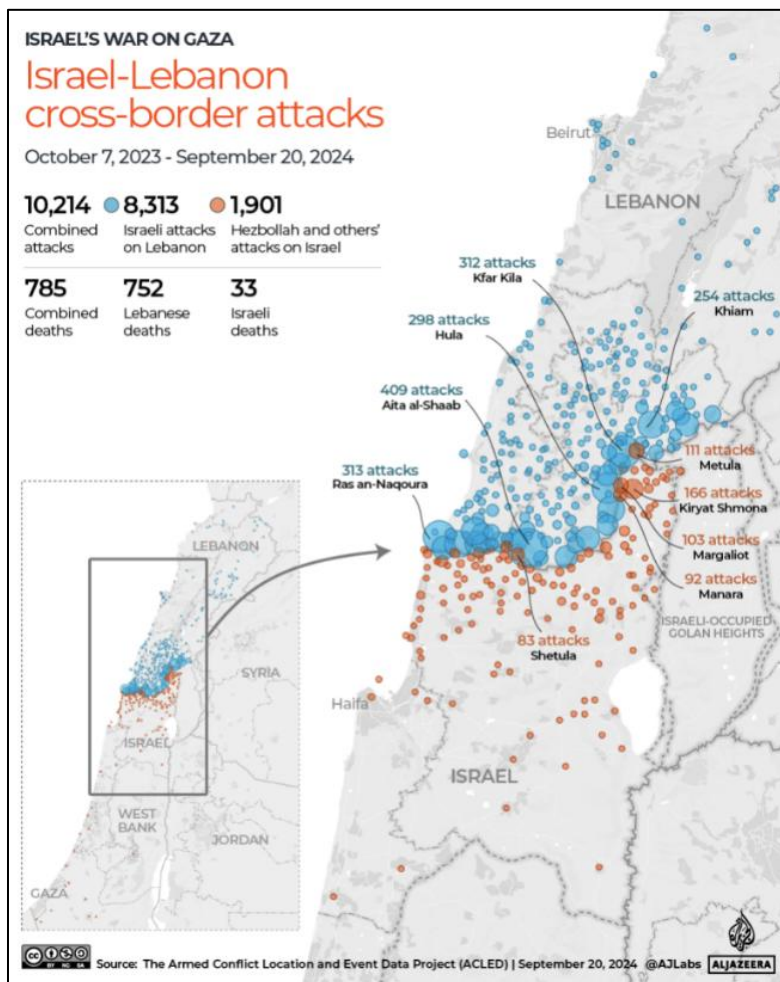 ISRAEL'S WAR ON GAZA
Israel-Lebanon
cross-border attacks
October 7, 2023 - September 20, 2024
10,214
Combined
attacks
8,313
Israeli attacks
on Lebanon
1,901
Hezbollah and others'
attacks on Israel
785
Combined
deaths
752
Lebanese
deaths
33
Israeli
deaths
Beirut
LEBANON
312 attacks
Kfar Kila
254 attacks
Khiam
298 attacks
Hula
409 attacks
Aita al-Shaab
313 attacks
Ras an-Naqoura
111 attacks
Metula
166 attacks
Kiryat Shmona
103 attacks
Margaliot
92 attacks
Manara
83 attacks
Shetula
ISRAELI-OCCUPIED
GOLAN HEIGHTS
Haifa
ISRAEL
LEBANON
SYRIA
ISRAEL
WEST
BANK
JORDAN
GAZA
CC
BY NC SA
Source: The Armed Conflict Location and Event Data Project (ACLED) | September 20, 2024 @AJLabs
ALJAZEERA